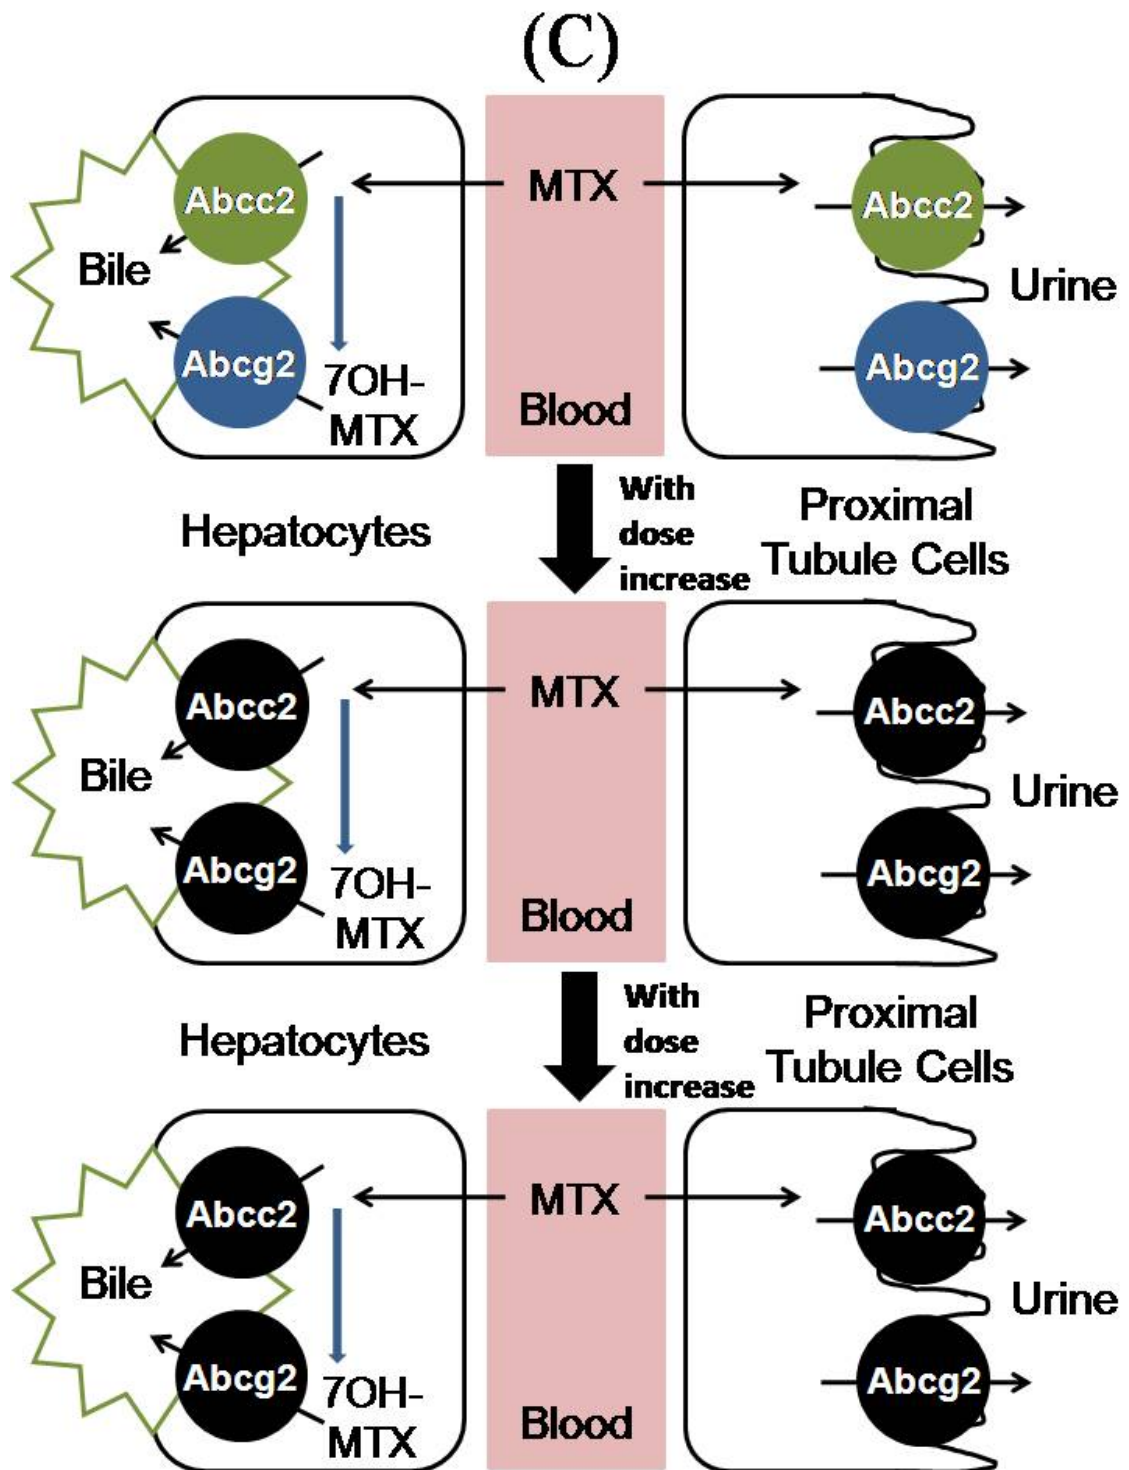 (C)
Abcc2
MTX
Abcc2
Bile
Urine
Abcg2
7OH-
MTX
Blood
Abcg2
Hepatocytes
With
dose
increase
Proximal
Tubule Cells
Abcc2
MTX
Abcc2
Bile
Urine
Abcg2
7OH-
MTX
Blood
Abcg2
Hepatocytes
With
dose
increase
Proximal
Tubule Cells
Abcc2
MTX
Abcc2
Bile
Urine
Abcg2
7OH-
MTX
Blood
Abcg2